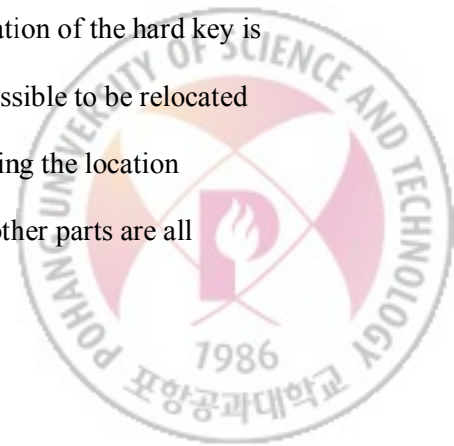 ation of the hard key is
ssible to be relocated
ing the location
other parts are all
POHANG UNIVERSITY OF SCIENCE AND TECHNOLOGY
1986
포항공과대학교